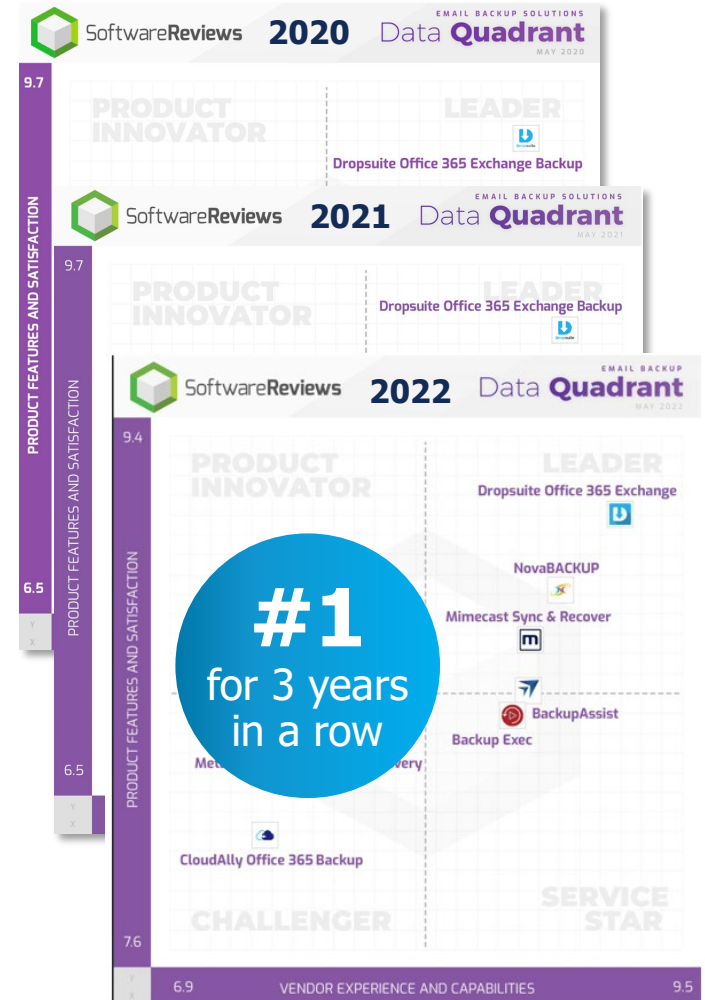 SoftwareReviews 2020 EMAIL BACKUP SOLUTIONS
Data Quadrant
MAY 2020
9.7
PRODUCT
INNOVATOR
LEADER
dropsuite
Dropsuite Office 365 Exchange Backup
PRODUCT FEATURES AND SATISFACTION
6.5
Y
X
SoftwareReviews 2021 EMAIL BACKUP SOLUTIONS
Data Quadrant
MAY 2021
9.7
PRODUCT
INNOVATOR
LEADER
Dropsuite Office 365 Exchange Backup
dropsuite
PRODUCT FEATURES AND SATISFACTION
6.5
Y
X
SoftwareReviews 2022 EMAIL BACKUP
Data Quadrant
MAY 2022
9.4
PRODUCT
INNOVATOR
LEADER
Dropsuite Office 365 Exchange
NovaBACKUP
Mimecast Sync & Recover
m
BackupAssist
Backup Exec
#1
for 3 years
in a row
CloudAlly Office 365 Backup
CHALLENGER
SERVICE
STAR
PRODUCT FEATURES AND SATISFACTION
7.6
Y
X
6.9 VENDOR EXPERIENCE AND CAPABILITIES 9.5